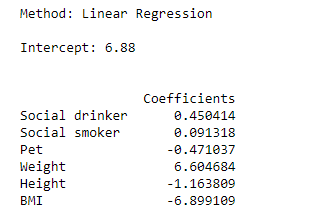 Method: Linear Regression
Intercept: 6.88
Coefficients
Social drinker 0.450414
Social smoker 0.091318
Pet -0.471037
Weight 6.604684
Height -1.163809
BMI -6.899109